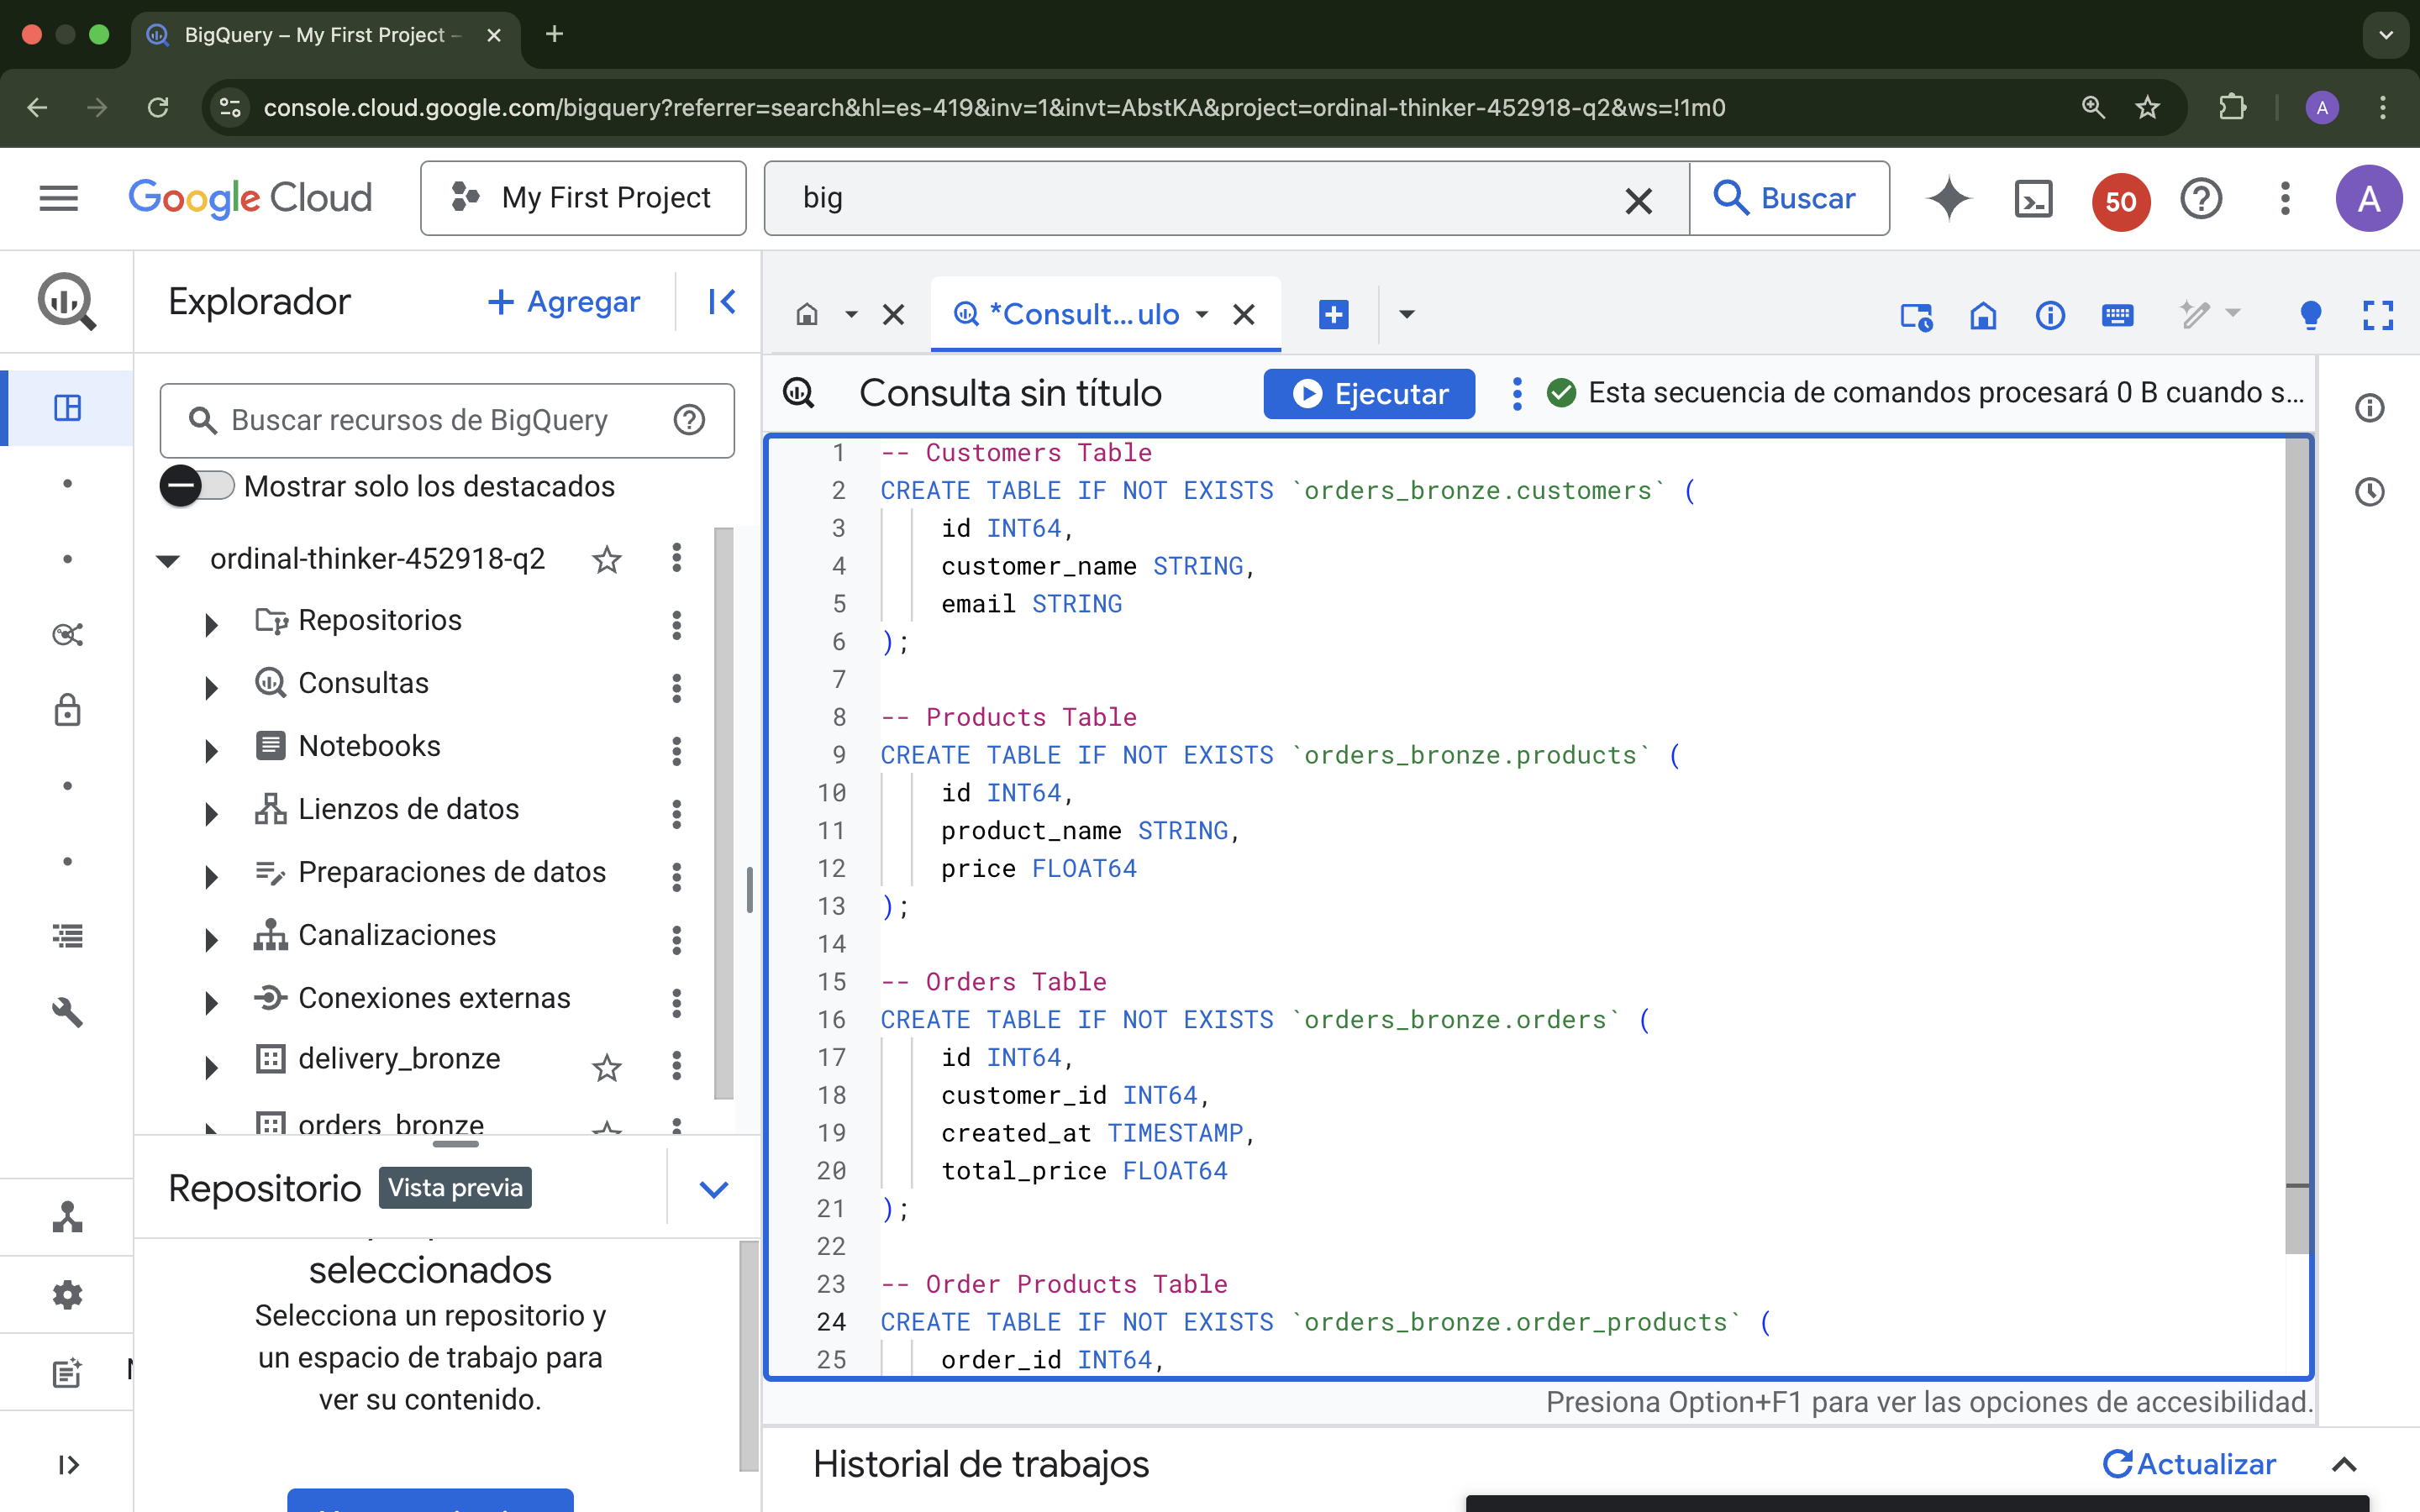 BigQuery – My First Project –
console.cloud.google.com/bigquery?referrer=search&hl=es-419&inv=1&invt=AbstKA&project=ordinal-thinker-452918-q2&ws=!1m0
A
Google Cloud
My First Project
big
Buscar
50
A
Explorador
Agregar
*Consult... ulo
Buscar recursos de BigQuery
Mostrar solo los destacados
ordinal-thinker-452918-q2
Repositorios
Consultas
Notebooks
Lienzos de datos
Preparaciones de datos
Canalizaciones
Conexiones externas
delivery_bronze
orders_bronze
Repositorio
Vista previa
seleccionados
Selecciona un repositorio y
un espacio de trabajo para
ver su contenido.
Consulta sin título
Ejecutar
Esta secuencia de comandos procesará 0 B cuando s...
1 -- Customers Table
2 CREATE TABLE IF NOT EXISTS `orders_bronze.customers` (
3 id INT64,
4 customer_name STRING,
5 email STRING
6 );
7
8 -- Products Table
9 CREATE TABLE IF NOT EXISTS `orders_bronze.products` (
10 id INT64,
11 product_name STRING,
12 price FLOAT64
13 );
14
15 -- Orders Table
16 CREATE TABLE IF NOT EXISTS `orders_bronze.orders` (
17 id INT64,
18 customer_id INT64,
19 created_at TIMESTAMP,
20 total_price FLOAT64
21 );
22
23 -- Order Products Table
24 CREATE TABLE IF NOT EXISTS `orders_bronze.order_products` (
25 order_id INT64,
Presiona Option+F1 para ver las opciones de accesibilidad.
Historial de trabajos
Actualizar